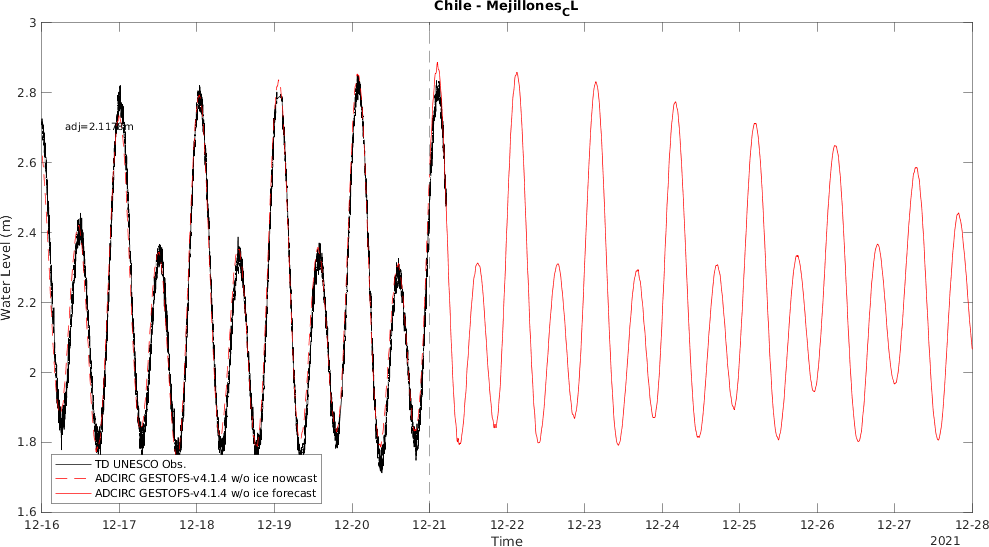 Chile - Mejillones_CL
3
2.8
2.6
2.4
2.2
2
1.8
1.6
Water Level (m)
adj=2.1178m
TD UNESCO Obs.
ADCIRC GESTOFS-v4.1.4 w/o ice nowcast
ADCIRC GESTOFS-v4.1.4 w/o ice forecast
12-16 12-17 12-18 12-19 12-20 12-21 12-22 12-23 12-24 12-25 12-26 12-27 12-28
Time
2021